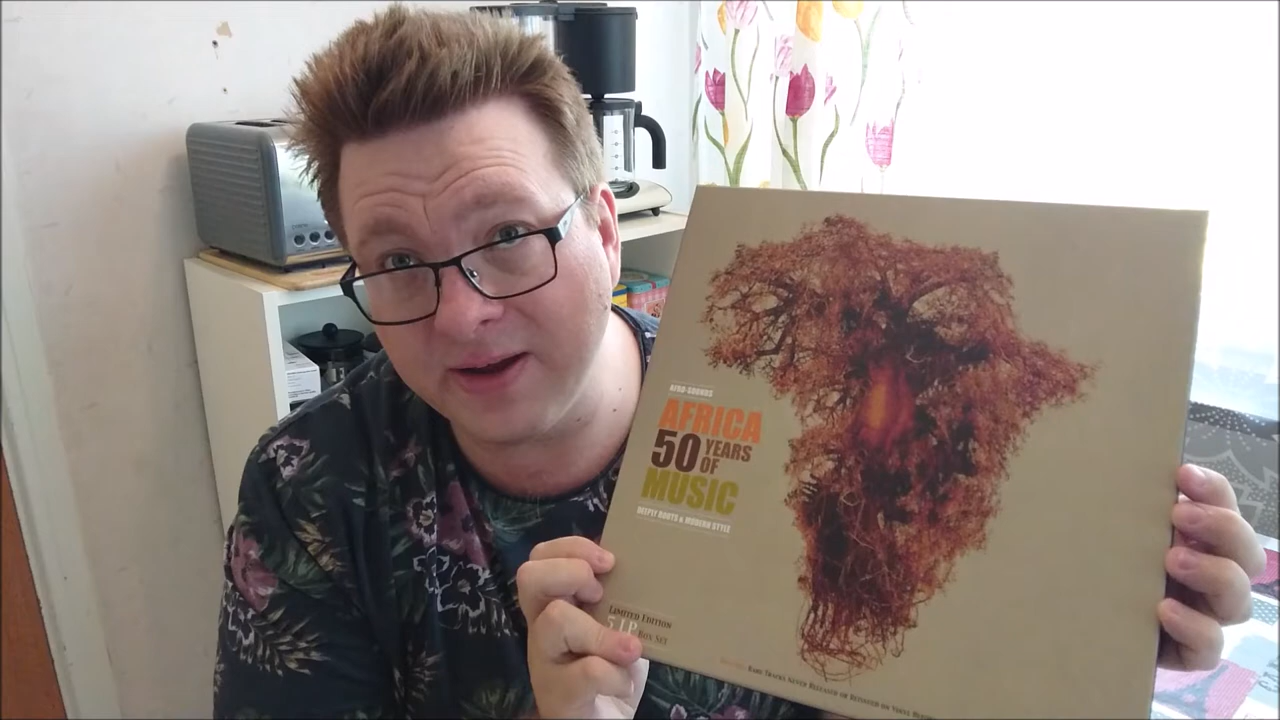 AFRO-SOUNDS
AFRICA
50 YEARS OF
MUSIC
DEEPLY ROOTS & MODERN STYLE
LIMITED EDITION
5 LP BOX SET
RARE TRACKS NEVER RELEASED OR REISSUED ON VINYL